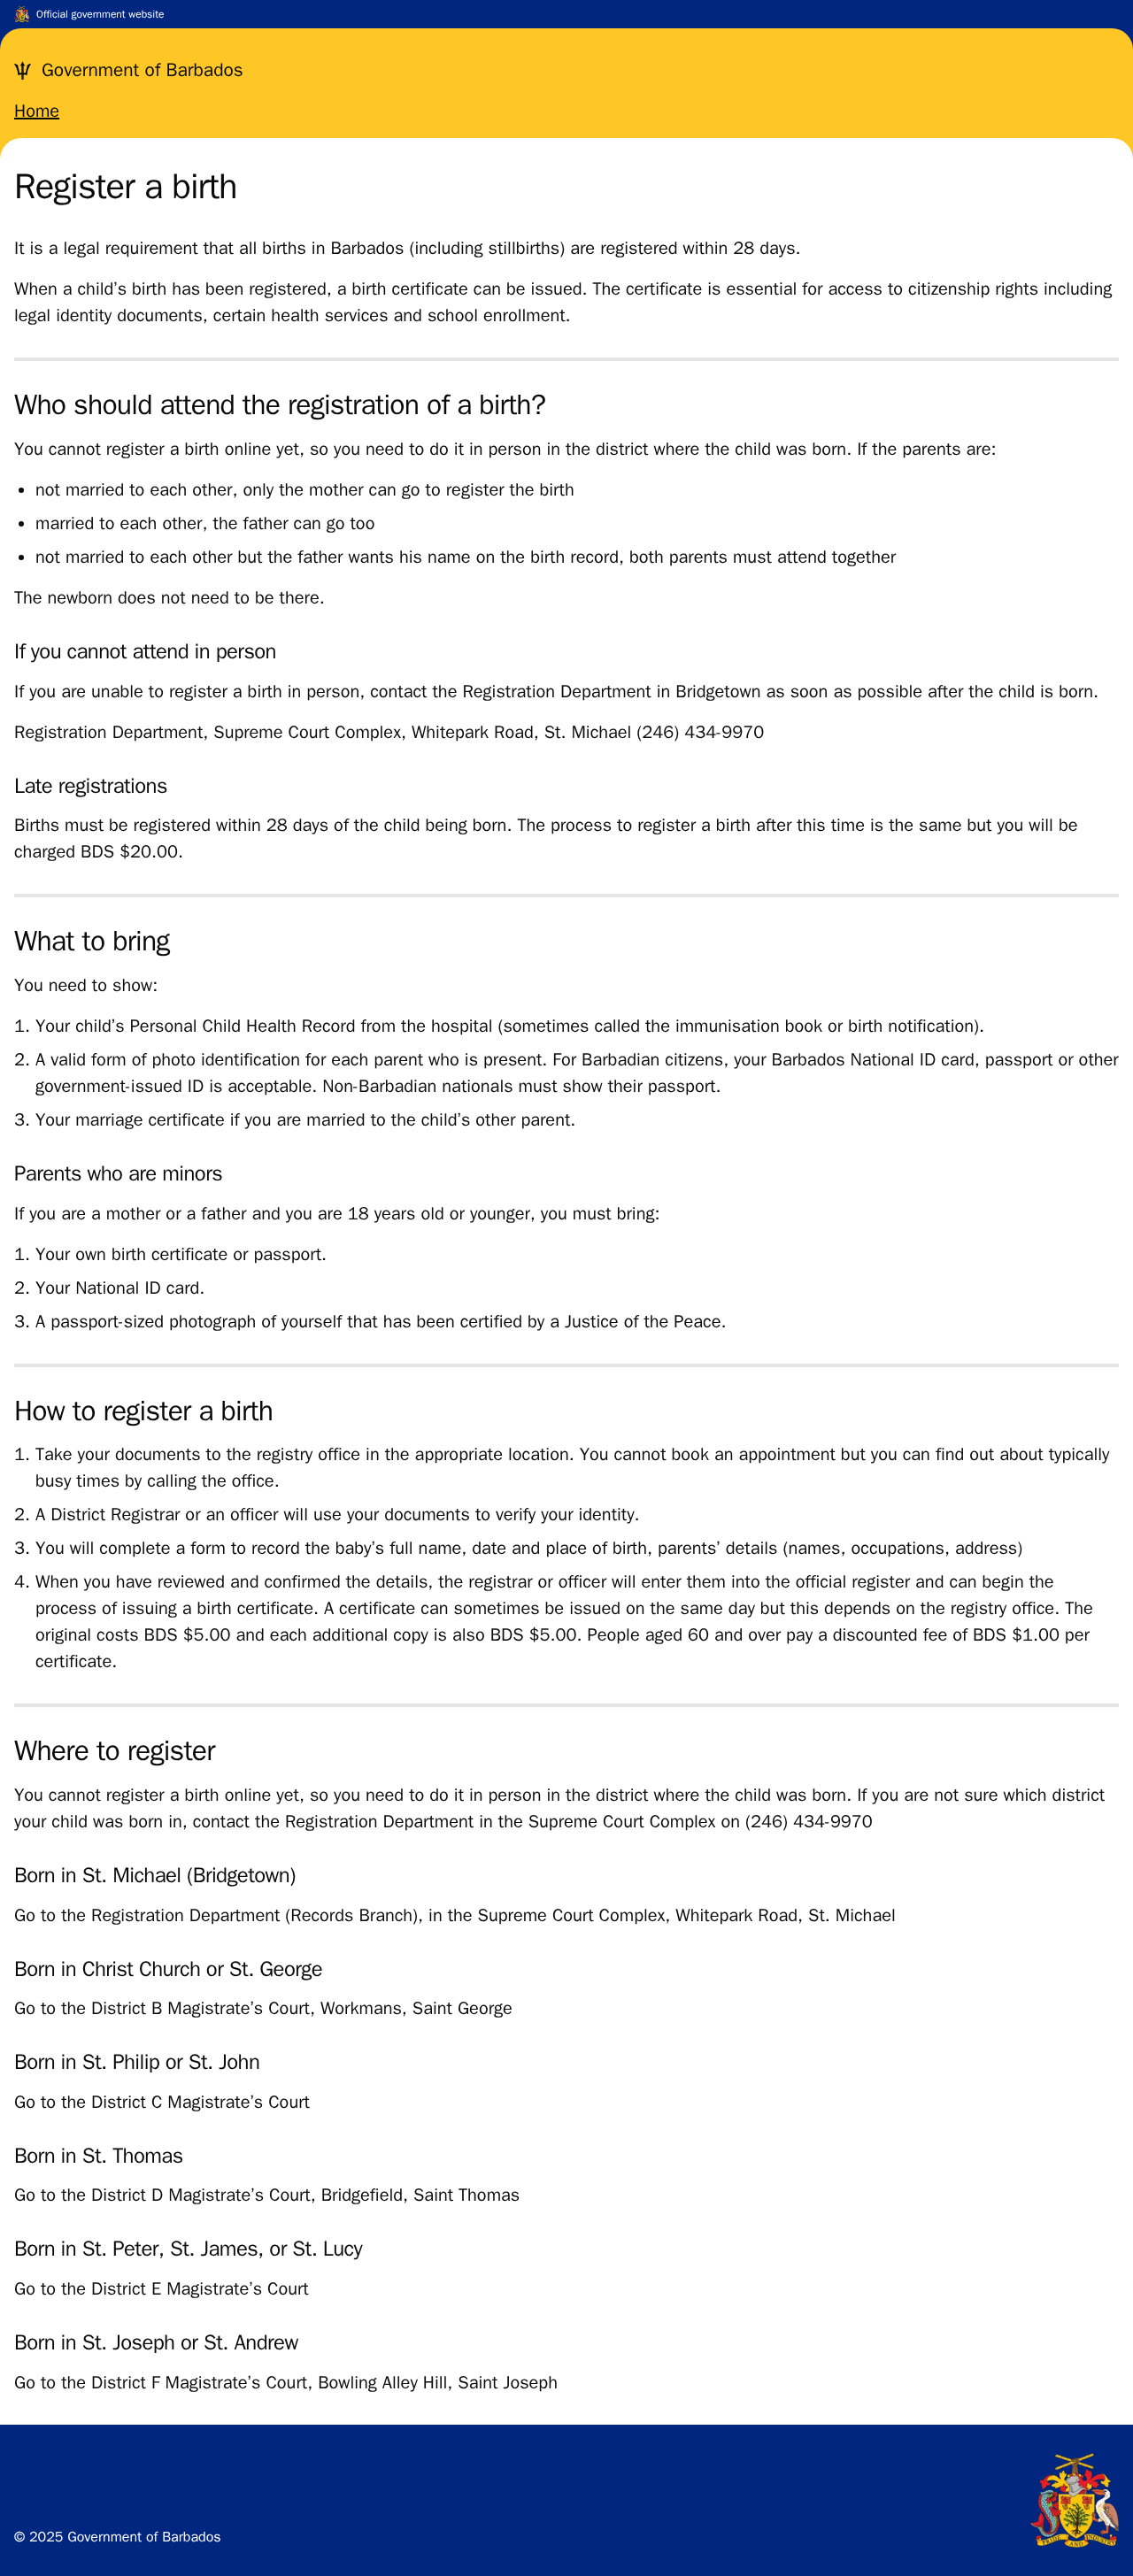 Official government website
Government of Barbados
Home
Register a birth
It is a legal requirement that all births in Barbados (including stillbirths) are registered within 28 days.
When a child’s birth has been registered, a birth certificate can be issued. The certificate is essential for access to citizenship rights including
legal identity documents, certain health services and school enrollment.
Who should attend the registration of a birth?
You cannot register a birth online yet, so you need to do it in person in the district where the child was born. If the parents are:
• not married to each other, only the mother can go to register the birth
• married to each other, the father can go too
• not married to each other but the father wants his name on the birth record, both parents must attend together
The newborn does not need to be there.
If you cannot attend in person
If you are unable to register a birth in person, contact the Registration Department in Bridgetown as soon as possible after the child is born.
Registration Department, Supreme Court Complex, Whitepark Road, St. Michael (246) 434-9970
Late registrations
Births must be registered within 28 days of the child being born. The process to register a birth after this time is the same but you will be
charged BDS $20.00.
What to bring
You need to show:
1. Your child’s Personal Child Health Record from the hospital (sometimes called the immunisation book or birth notification).
2. A valid form of photo identification for each parent who is present. For Barbadian citizens, your Barbados National ID card, passport or other
government-issued ID is acceptable. Non-Barbadian nationals must show their passport.
3. Your marriage certificate if you are married to the child’s other parent.
Parents who are minors
If you are a mother or a father and you are 18 years old or younger, you must bring:
1. Your own birth certificate or passport.
2. Your National ID card.
3. A passport-sized photograph of yourself that has been certified by a Justice of the Peace.
How to register a birth
1. Take your documents to the registry office in the appropriate location. You cannot book an appointment but you can find out about typically
busy times by calling the office.
2. A District Registrar or an officer will use your documents to verify your identity.
3. You will complete a form to record the baby’s full name, date and place of birth, parents’ details (names, occupations, address)
4. When you have reviewed and confirmed the details, the registrar or officer will enter them into the official register and can begin the
process of issuing a birth certificate. A certificate can sometimes be issued on the same day but this depends on the registry office. The
original costs BDS $5.00 and each additional copy is also BDS $5.00. People aged 60 and over pay a discounted fee of BDS $1.00 per
certificate.
Where to register
You cannot register a birth online yet, so you need to do it in person in the district where the child was born. If you are not sure which district
your child was born in, contact the Registration Department in the Supreme Court Complex on (246) 434-9970
Born in St. Michael (Bridgetown)
Go to the Registration Department (Records Branch), in the Supreme Court Complex, Whitepark Road, St. Michael
Born in Christ Church or St. George
Go to the District B Magistrate’s Court, Workmans, Saint George
Born in St. Philip or St. John
Go to the District C Magistrate’s Court
Born in St. Thomas
Go to the District D Magistrate’s Court, Bridgefield, Saint Thomas
Born in St. Peter, St. James, or St. Lucy
Go to the District E Magistrate’s Court
Born in St. Joseph or St. Andrew
Go to the District F Magistrate’s Court, Bowling Alley Hill, Saint Joseph
PRIDE AND INDUSTRY
© 2025 Government of Barbados